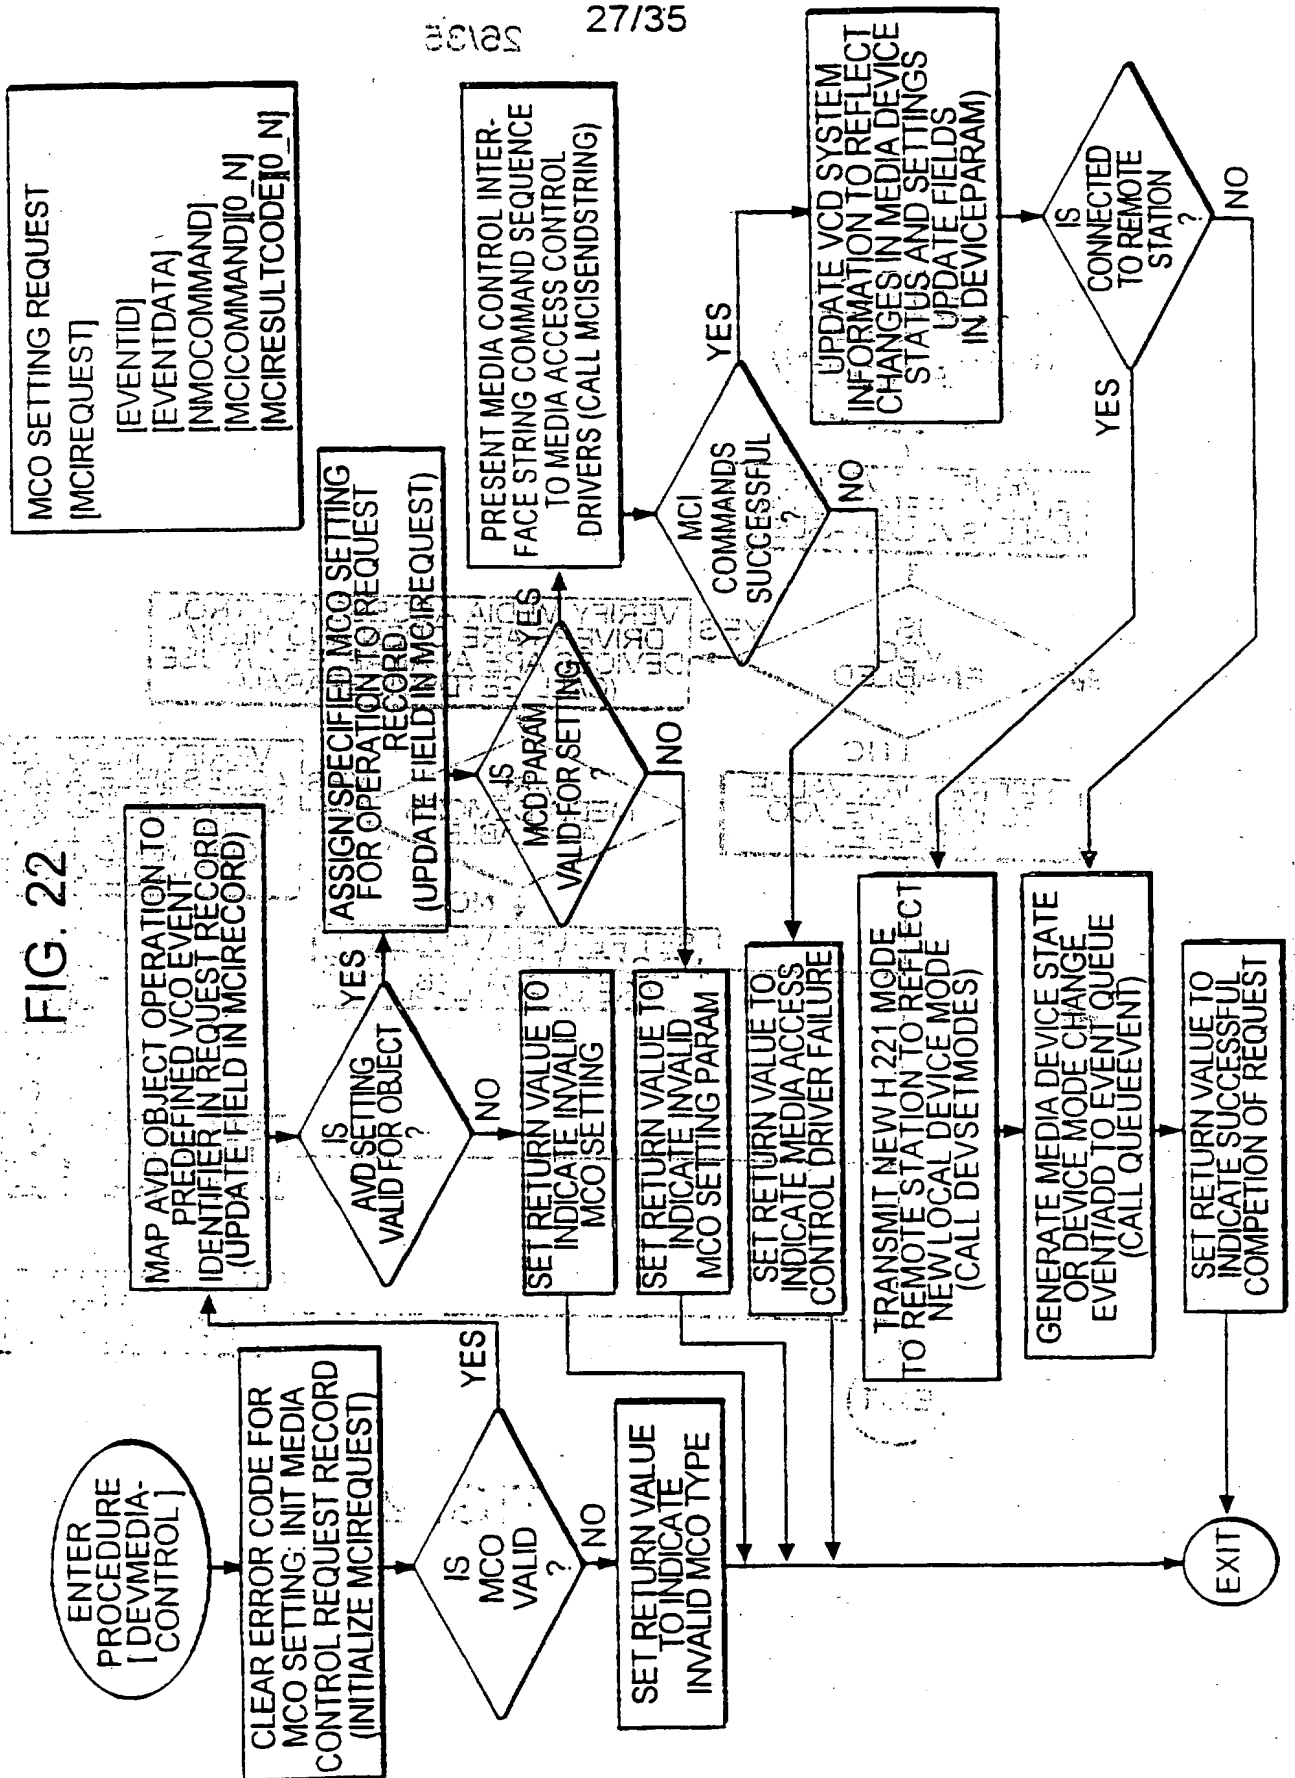 27/35
FIG. 22
MCO SETTING REQUEST
[MCIREQUEST]
[EVENTID]
[EVENTDATA]
[NMOCOMMAND]
[MCICOMMAND][0_N]
[MCIRESULTCODE][0_N]
ENTER
PROCEDURE
[DEVMEDIA-
CONTROL]
CLEAR ERROR CODE FOR
MCO SETTING: INIT MEDIA
CONTROL REQUEST RECORD
(INITIALIZE MCIREQUEST)
IS
MCO
VALID
?
YES
NO
SET RETURN VALUE
TO INDICATE
INVALID MCO TYPE
MAP AVD OBJECT OPERATION TO
PREDEFINED VCO EVENT
IDENTIFIER IN REQUEST RECORD
(UPDATE FIELD IN MCIRECORD)
IS
AVD SETTING
VALID FOR OBJECT
?
YES
NO
SET RETURN VALUE TO
INDICATE INVALID
MCO SETTING
ASSIGN SPECIFIED MCO SETTING
FOR OPERATION TO REQUEST
RECORD
(UPDATE FIELD IN MCIREQUEST)
IS
MCD PARAM
VALID FOR SETTING
?
YES
NO
SET RETURN VALUE TO
INDICATE INVALID
MCO SETTING PARAM
PRESENT MEDIA CONTROL INTER-
FACE STRING COMMAND SEQUENCE
TO MEDIA ACCESS CONTROL
DRIVERS (CALL MCISENDSTRING)
MCI
COMMANDS
SUCCESSFUL
?
YES
NO
SET RETURN VALUE TO
INDICATE MEDIA ACCESS
CONTROL DRIVER FAILURE
UPDATE VCD SYSTEM
INFORMATION TO REFLECT
CHANGES IN MEDIA DEVICE
STATUS AND SETTINGS
UPDATE FIELDS
IN DEVICEPARAM)
IS
CONNECTED
TO REMOTE
STATION
?
YES
NO
TRANSMIT NEW H.221 MODE
TO REMOTE STATION TO REFLECT
NEW LOCAL DEVICE MODE
(CALL DEVSETMODES)
GENERATE MEDIA DEVICE STATE
OR DEVICE MODE CHANGE
EVENT/ADD TO EVENT QUEUE
(CALL QUEUEEVENT)
SET RETURN VALUE TO
INDICATE SUCCESSFUL
COMPETION OF REQUEST
EXIT